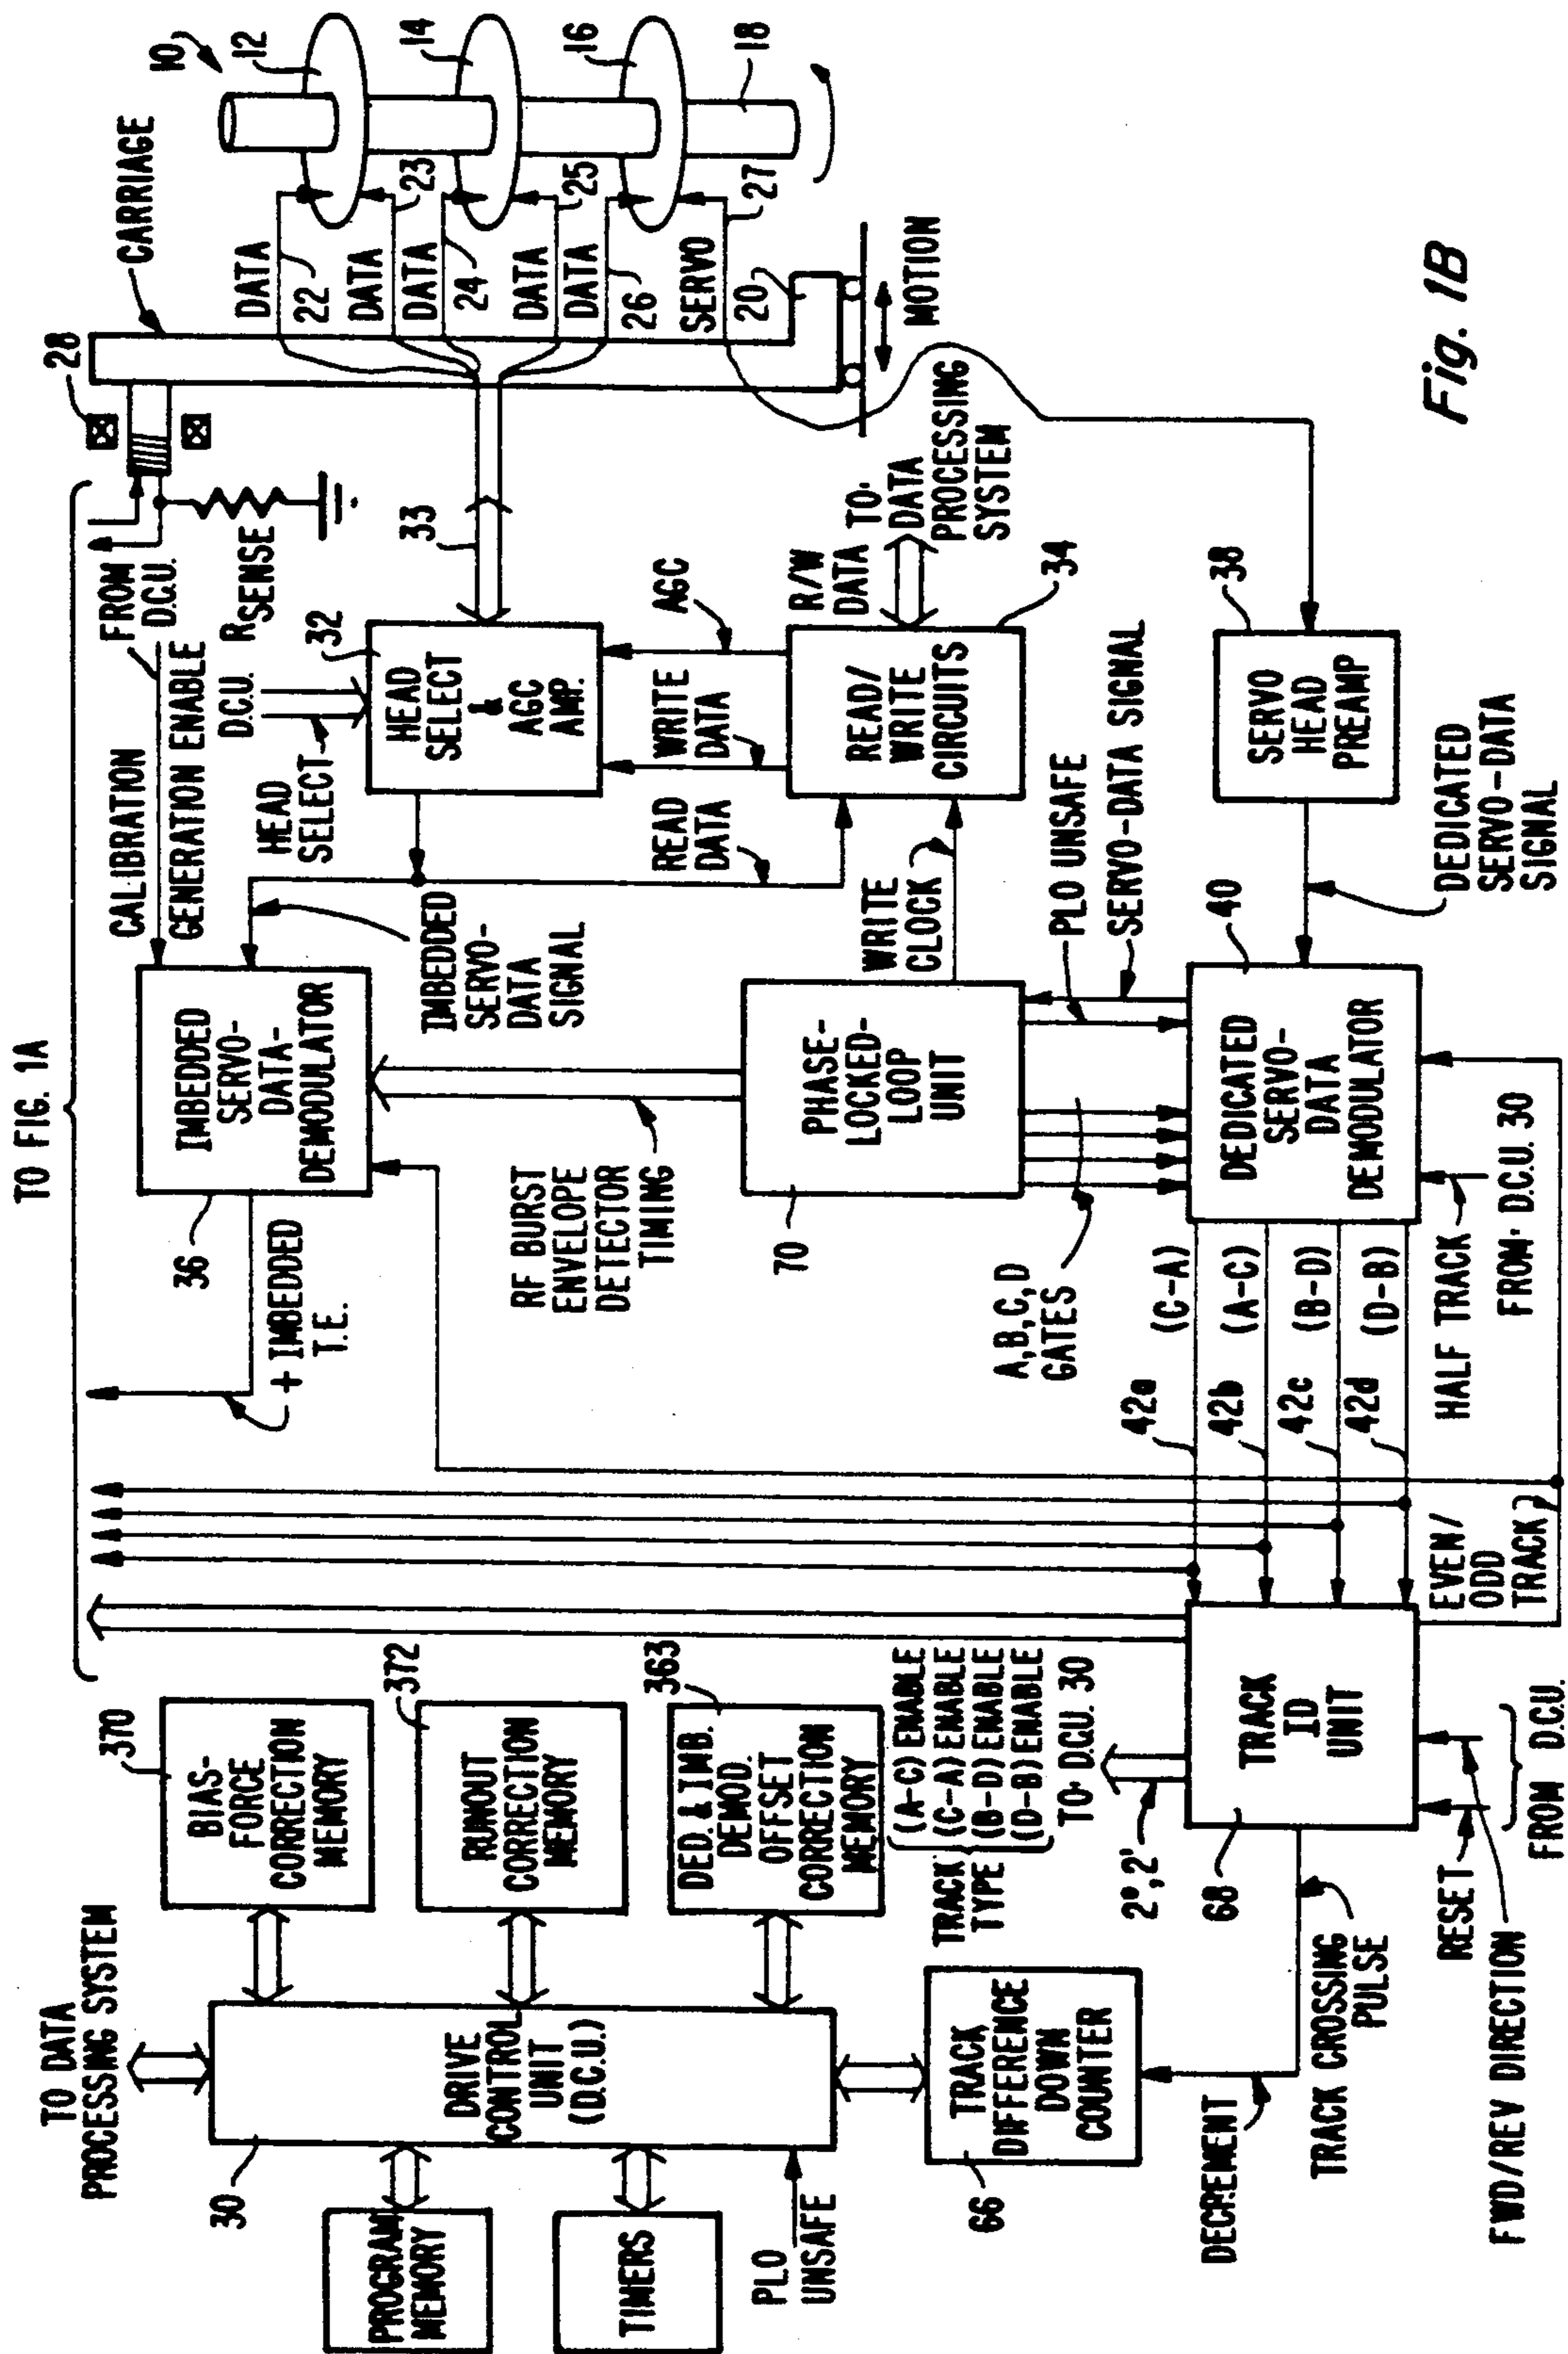 TO FIG. 1A
TO DATA
PROCESSING SYSTEM
30
DRIVE
CONTROL
UNIT
(D.C.U.)
PROGRAM
MEMORY
TIMERS
PLO
UNSAFE
370
BIAS-
FORCE
CORRECTION
MEMORY
372
RUNOUT
CORRECTION
MEMORY
363
DED. & IMB.
DEMOD.
OFFSET
CORRECTION
MEMORY
66
TRACK
DIFFERENCE
DOWN
COUNTER
DECREMENT
TRACK CROSSING
PULSE
TRACK
TYPE
(A-C) ENABLE
(C-A) ENABLE
(B-D) ENABLE
(D-B) ENABLE
TO D.C.U. 30
2°, 2'
68
TRACK
ID
UNIT
RESET
FWD/REV DIRECTION
FROM D.C.U.
EVEN/
ODD
TRACK
42a
(C-A)
42b
(A-C)
42c
(B-D)
42d
(D-B)
HALF TRACK
FROM D.C.U. 30
+ IMBEDDED
T.E.
36
IMBEDDED
SERVO-
DATA-
DEMODULATOR
CALIBRATION
GENERATION ENABLE
FROM
D.C.U.
RSENSE
28
CARRIAGE
HEAD
SELECT
D.C.U.
32
HEAD
SELECT
&
AGC
AMP.
33
IMBEDDED
SERVO-
DATA
SIGNAL
READ
DATA
WRITE
DATA
AGC
R/W
DATA
TO
DATA
PROCESSING
SYSTEM
34
READ/
WRITE
CIRCUITS
RF BURST
ENVELOPE
DETECTOR
TIMING
70
PHASE-
LOCKED-
LOOP
UNIT
WRITE
CLOCK
A,B,C,D
GATES
PLO UNSAFE
SERVO-DATA SIGNAL
40
DEDICATED
SERVO-
DATA
DEMODULATOR
38
SERVO
HEAD
PREAMP
DEDICATED
SERVO-DATA
SIGNAL
10
12
14
16
18
DATA
22
DATA
23
DATA
24
DATA
25
DATA
26
SERVO
27
20
MOTION
Fig. 1B